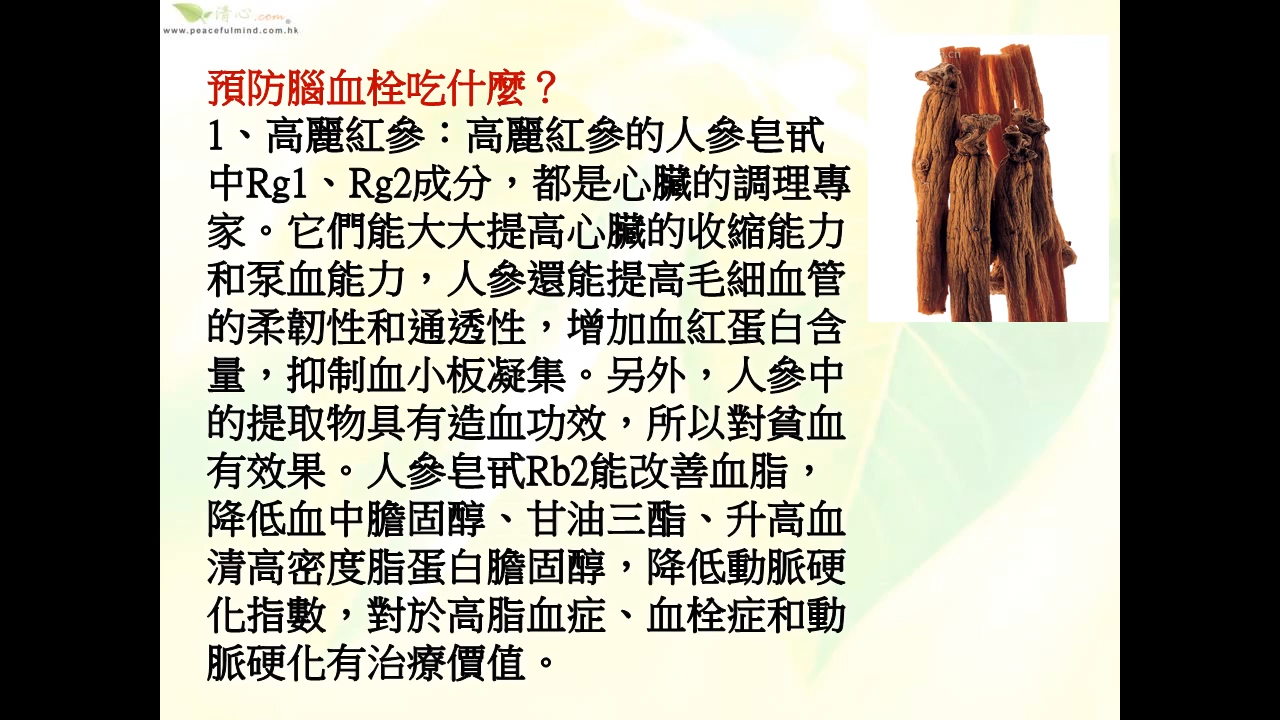 清心.com
www.peacefulmind.com.hk
預防腦血栓吃什麼？
1、高麗紅參：高麗紅參的人參皂甙
中Rg1、Rg2成分，都是心臟的調理專
家。它們能大大提高心臟的收縮能力
和泵血能力，人參還能提高毛細血管
的柔韌性和通透性，增加血紅蛋白含
量，抑制血小板凝集。另外，人參中
的提取物具有造血功效，所以對貧血
有效果。人參皂甙Rb2能改善血脂，
降低血中膽固醇、甘油三酯、升高血
清高密度脂蛋白膽固醇，降低動脈硬
化指數，對於高脂血症、血栓症和動
脈硬化有治療價值。